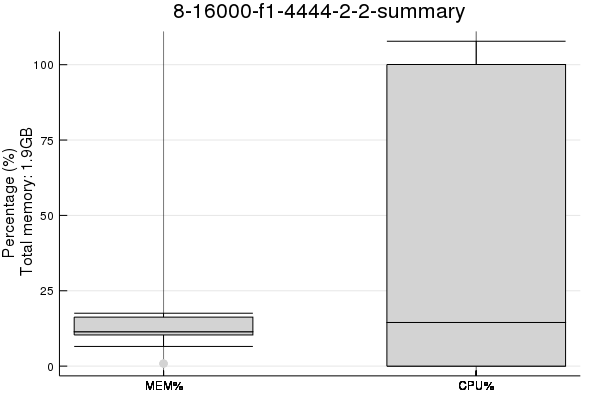 8-16000-f1-4444-2-2-summary
Percentage (%)
Total memory: 1.9GB
100
75
50
25
0
MEM%
CPU%